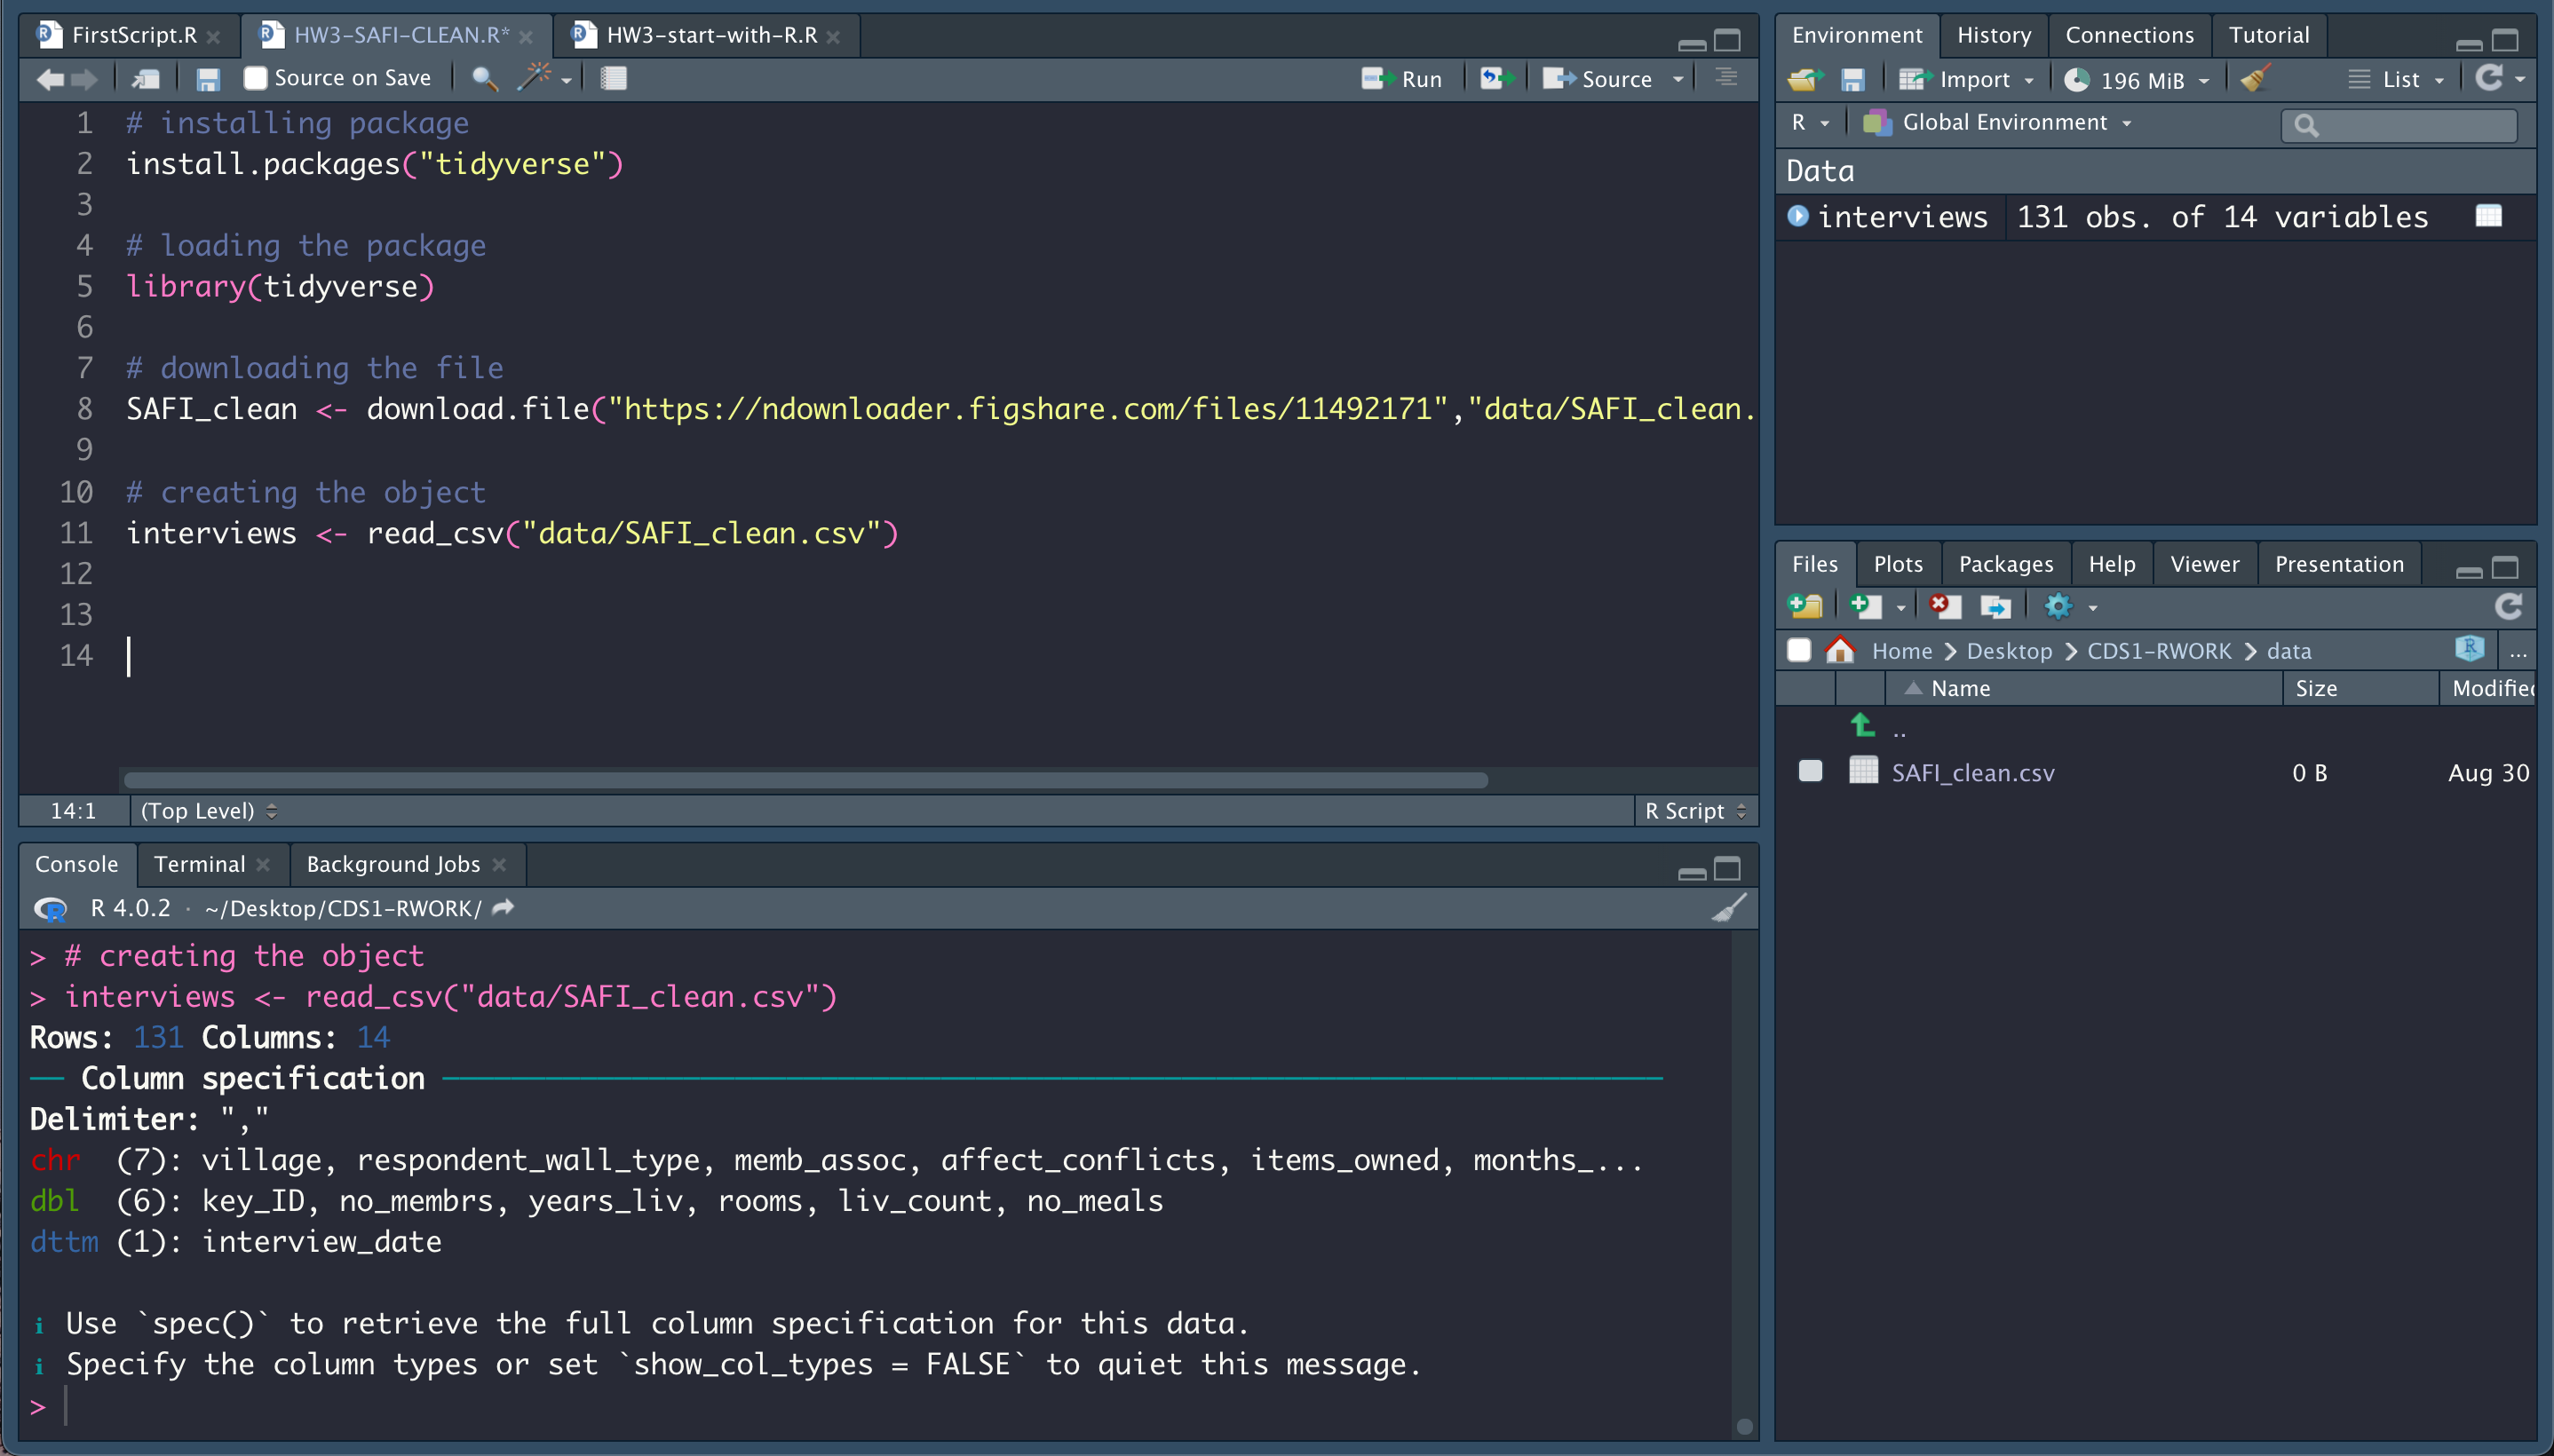 FirstScript.R
HW3-SAFI-CLEAN.R*
HW3-start-with-R.R
Source on Save
Run
Source
1 # installing package
2 install.packages("tidyverse")
3
4 # loading the package
5 library(tidyverse)
6
7 # downloading the file
8 SAFI_clean <- download.file("https://ndownloader.figshare.com/files/11492171","data/SAFI_clean.
9
10 # creating the object
11 interviews <- read_csv("data/SAFI_clean.csv")
12
13
14
14:1 (Top Level)
R Script
Console Terminal Background Jobs
R 4.0.2 · ~/Desktop/CDS1-RWORK/
> # creating the object
> interviews <- read_csv("data/SAFI_clean.csv")
Rows: 131 Columns: 14
── Column specification ──────────
Delimiter: ","
chr (7): village, respondent_wall_type, memb_assoc, affect_conflicts, items_owned, months_...
dbl (6): key_ID, no_membrs, years_liv, rooms, liv_count, no_meals
dttm (1): interview_date
ℹ Use `spec()` to retrieve the full column specification for this data.
ℹ Specify the column types or set `show_col_types = FALSE` to quiet this message.
>
Environment History Connections Tutorial
Import 196 MiB List
R Global Environment
Data
interviews 131 obs. of 14 variables
Files Plots Packages Help Viewer Presentation
Home Desktop CDS1-RWORK data ...
Name Size Modified
..
SAFI_clean.csv 0 B Aug 30